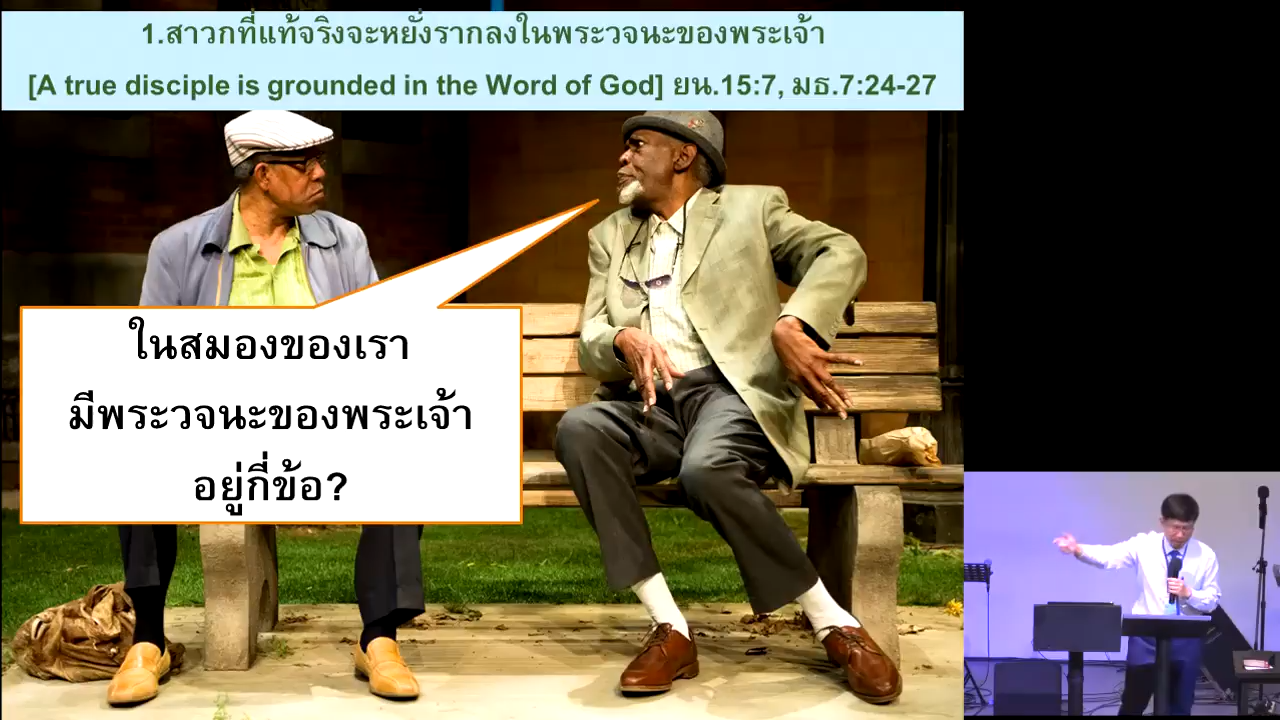 1.สาวกที่แท้จริงจะหยั่งรากลงในพระวจนะของพระเจ้า
[A true disciple is grounded in the Word of God] ยน.15:7, มธ.7:24-27
ในสมองของเรา
มีพระวจนะของพระเจ้า
อยู่กี่ข้อ?